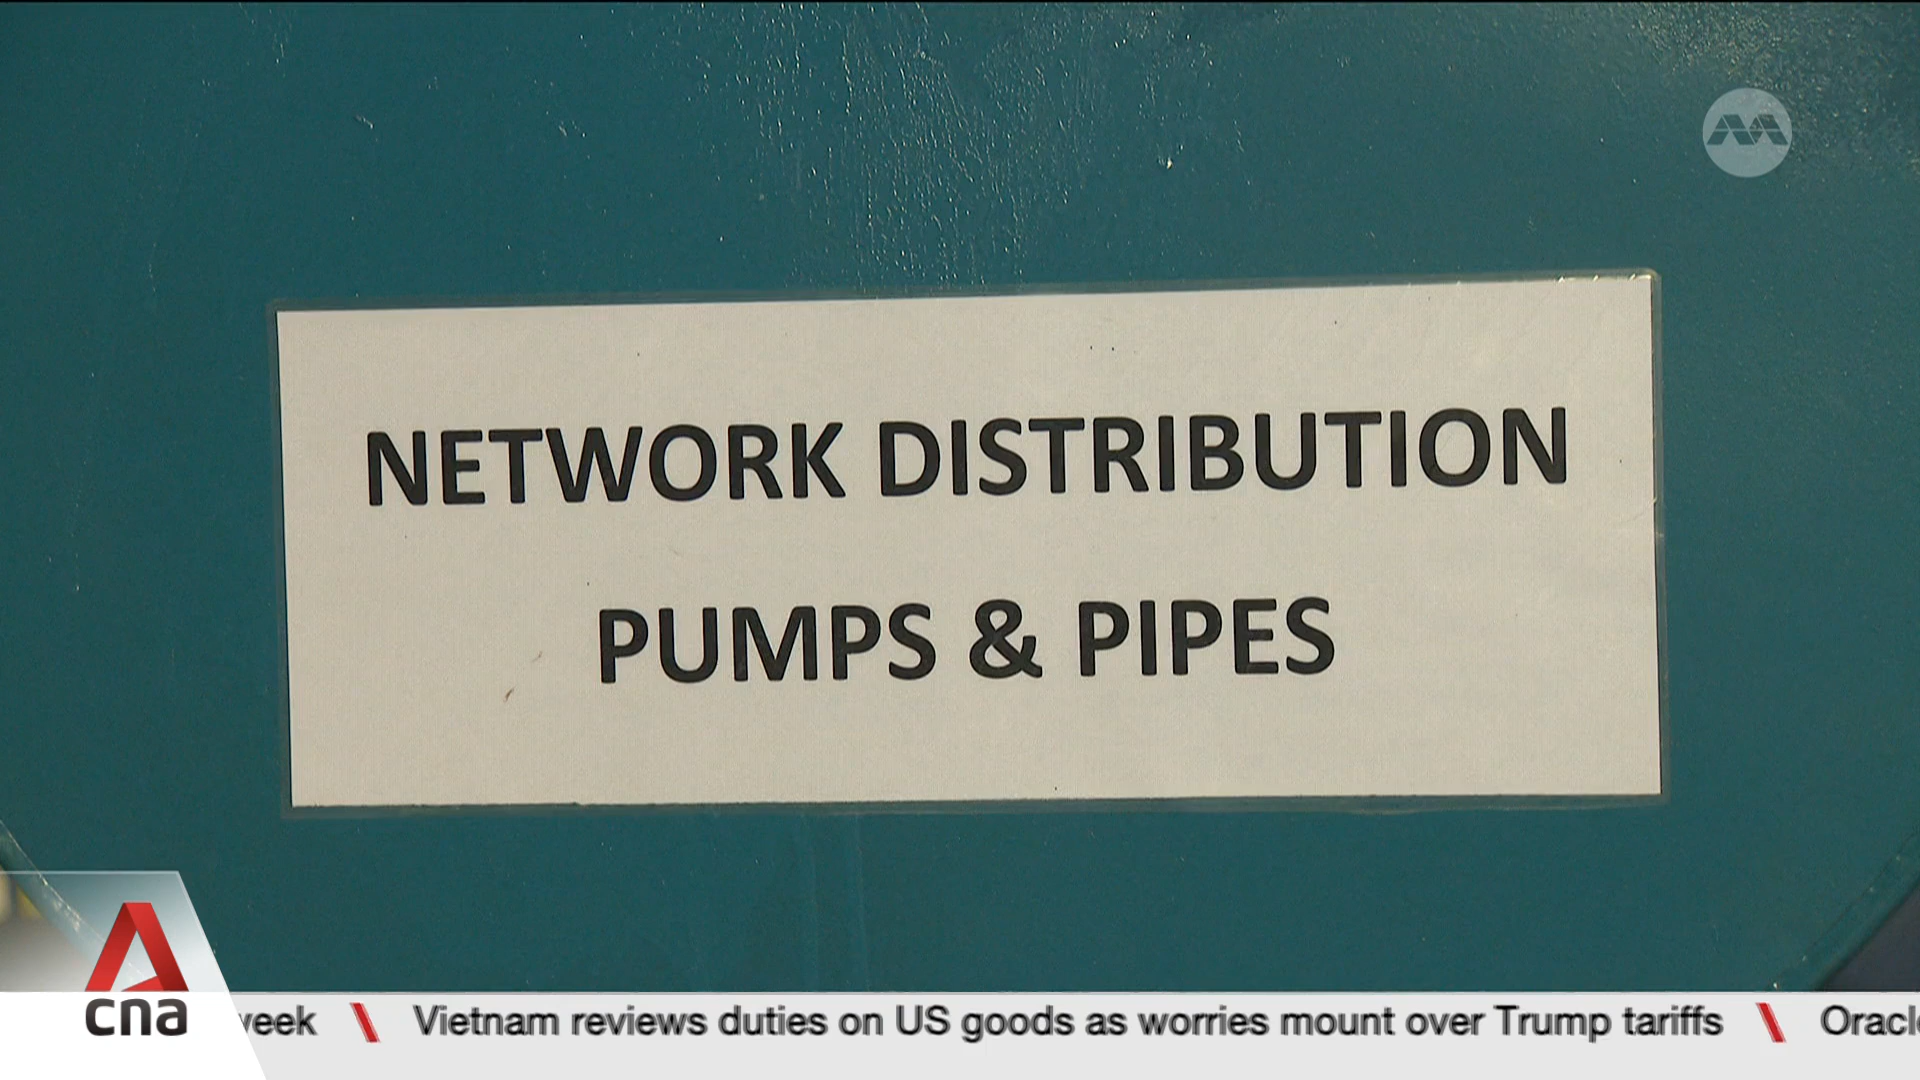 NETWORK DISTRIBUTION
PUMPS & PIPES
cna
Vietnam reviews duties on US goods as worries mount over Trump tariffs